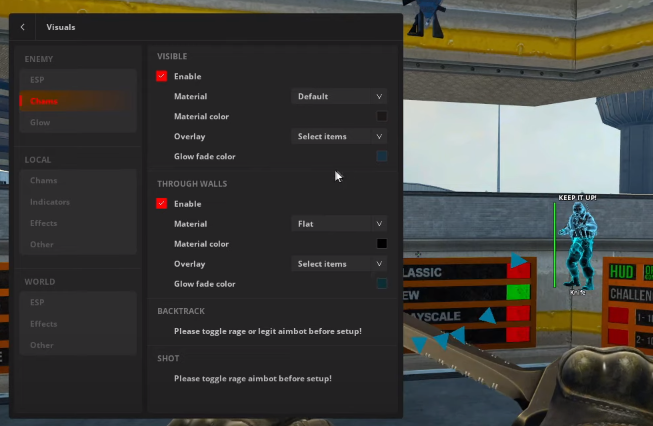 Visuals
ENEMY
ESP
Chams
Glow
LOCAL
Chams
Indicators
Effects
Other
WORLD
ESP
Effects
Other
VISIBLE
Enable
Material Default
Material color
Overlay Select items
Glow fade color
THROUGH WALLS
Enable
Material Flat
Material color
Overlay Select items
Glow fade color
BACKTRACK
Please toggle rage or legit aimbot before setup!
SHOT
Please toggle rage aimbot before setup!
KEEP IT UP!
Knife
LASSIC
EW
AYSCALE
HUD
CHALLEN